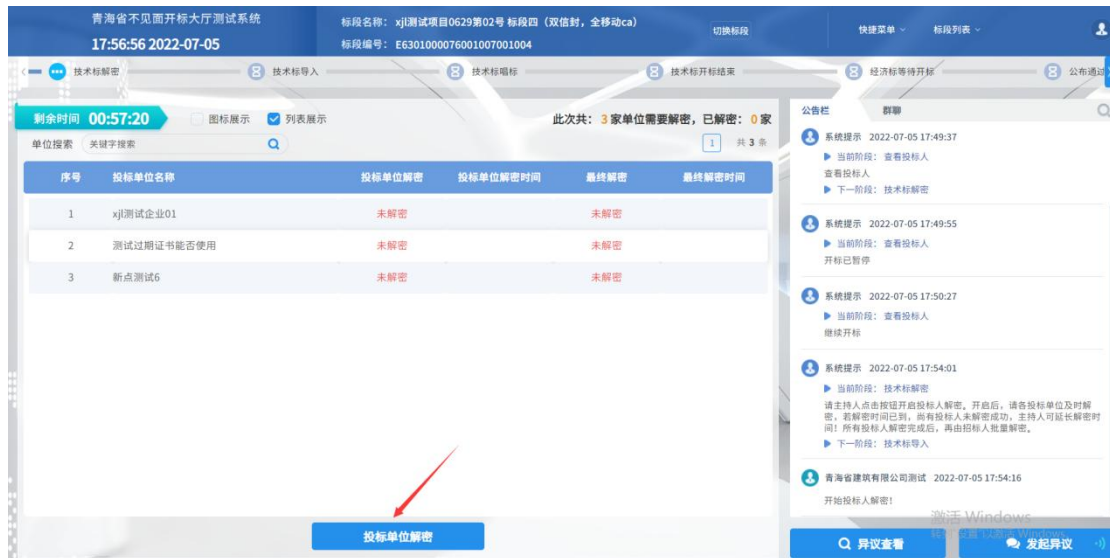 青海省不见面开标大厅测试系统
17:56:56 2022-07-05
标段名称： xjl测试项目0629第02号 标段四（双信封，全移动ca）
标段编号： E6301000076001007001004
切换标段
快捷菜单
标段列表
技术标解密
技术标导入
技术标唱标
技术标开标结束
经济标等待开标
公布通过
剩余时间 00:57:20
图标展示
列表展示
此次共： 3 家单位需要解密，已解密： 0 家
单位搜索 关键字搜索
1 共 3 条
序号 投标单位名称 投标单位解密 投标单位解密时间 最终解密 最终解密时间
1 xjl测试企业01 未解密 未解密
2 测试过期证书能否使用 未解密 未解密
3 新点测试6 未解密 未解密
投标单位解密
公告栏 群聊
系统提示 2022-07-05 17:49:37
当前阶段： 查看投标人
查看投标人
下一阶段： 技术标解密
系统提示 2022-07-05 17:49:55
当前阶段： 查看投标人
开标已暂停
系统提示 2022-07-05 17:50:27
当前阶段： 查看投标人
继续开标
系统提示 2022-07-05 17:54:01
当前阶段： 技术标解密
请主持人点击按钮开启投标人解密。开启后，请各投标单位及时解
密，若解密时间已到，尚有投标人未解密成功，主持人可延长解密时
间！所有投标人解密完成后，再由招标人批量解密。
下一阶段： 技术标导入
青海省建筑有限公司测试 2022-07-05 17:54:16
开始投标人解密！
激活 Windows
异议查看
发起异议